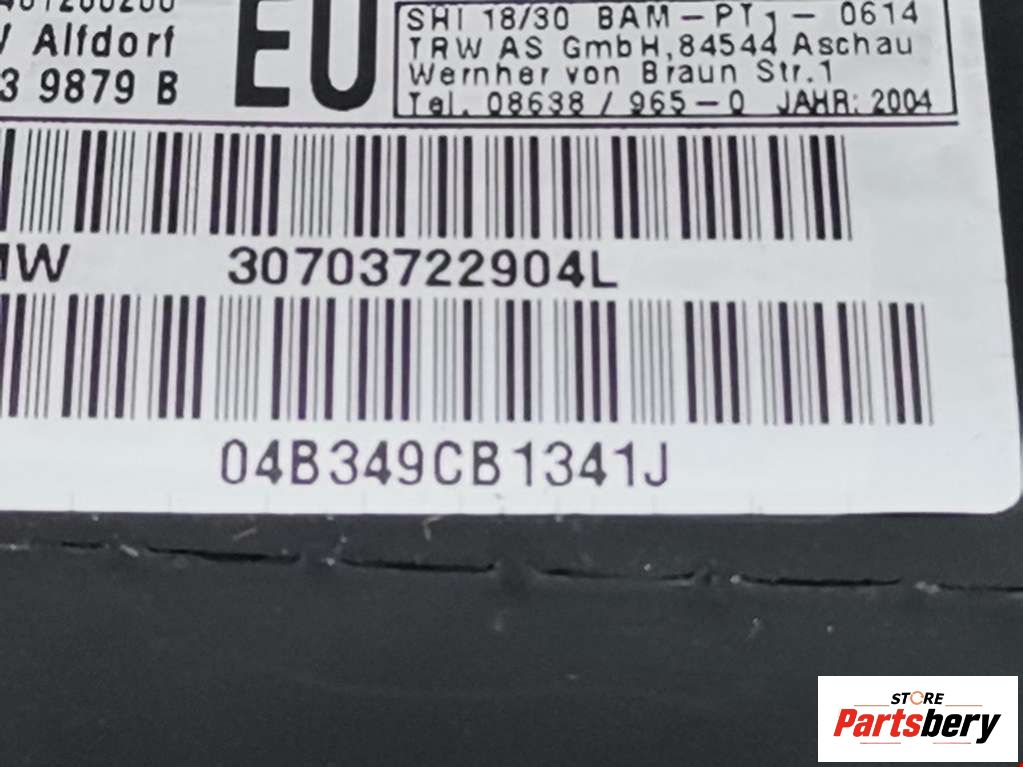 EU
Alfdorf
3 9879 B
SHI 18/30 BAM-PT1-0614
TRW AS GmbH,84544 Aschau
Wernher von Braun Str.1
Tel. 08638/965-0 JAHR: 2004
30703722904L
04B349CB1341J
STORE
Partsbery